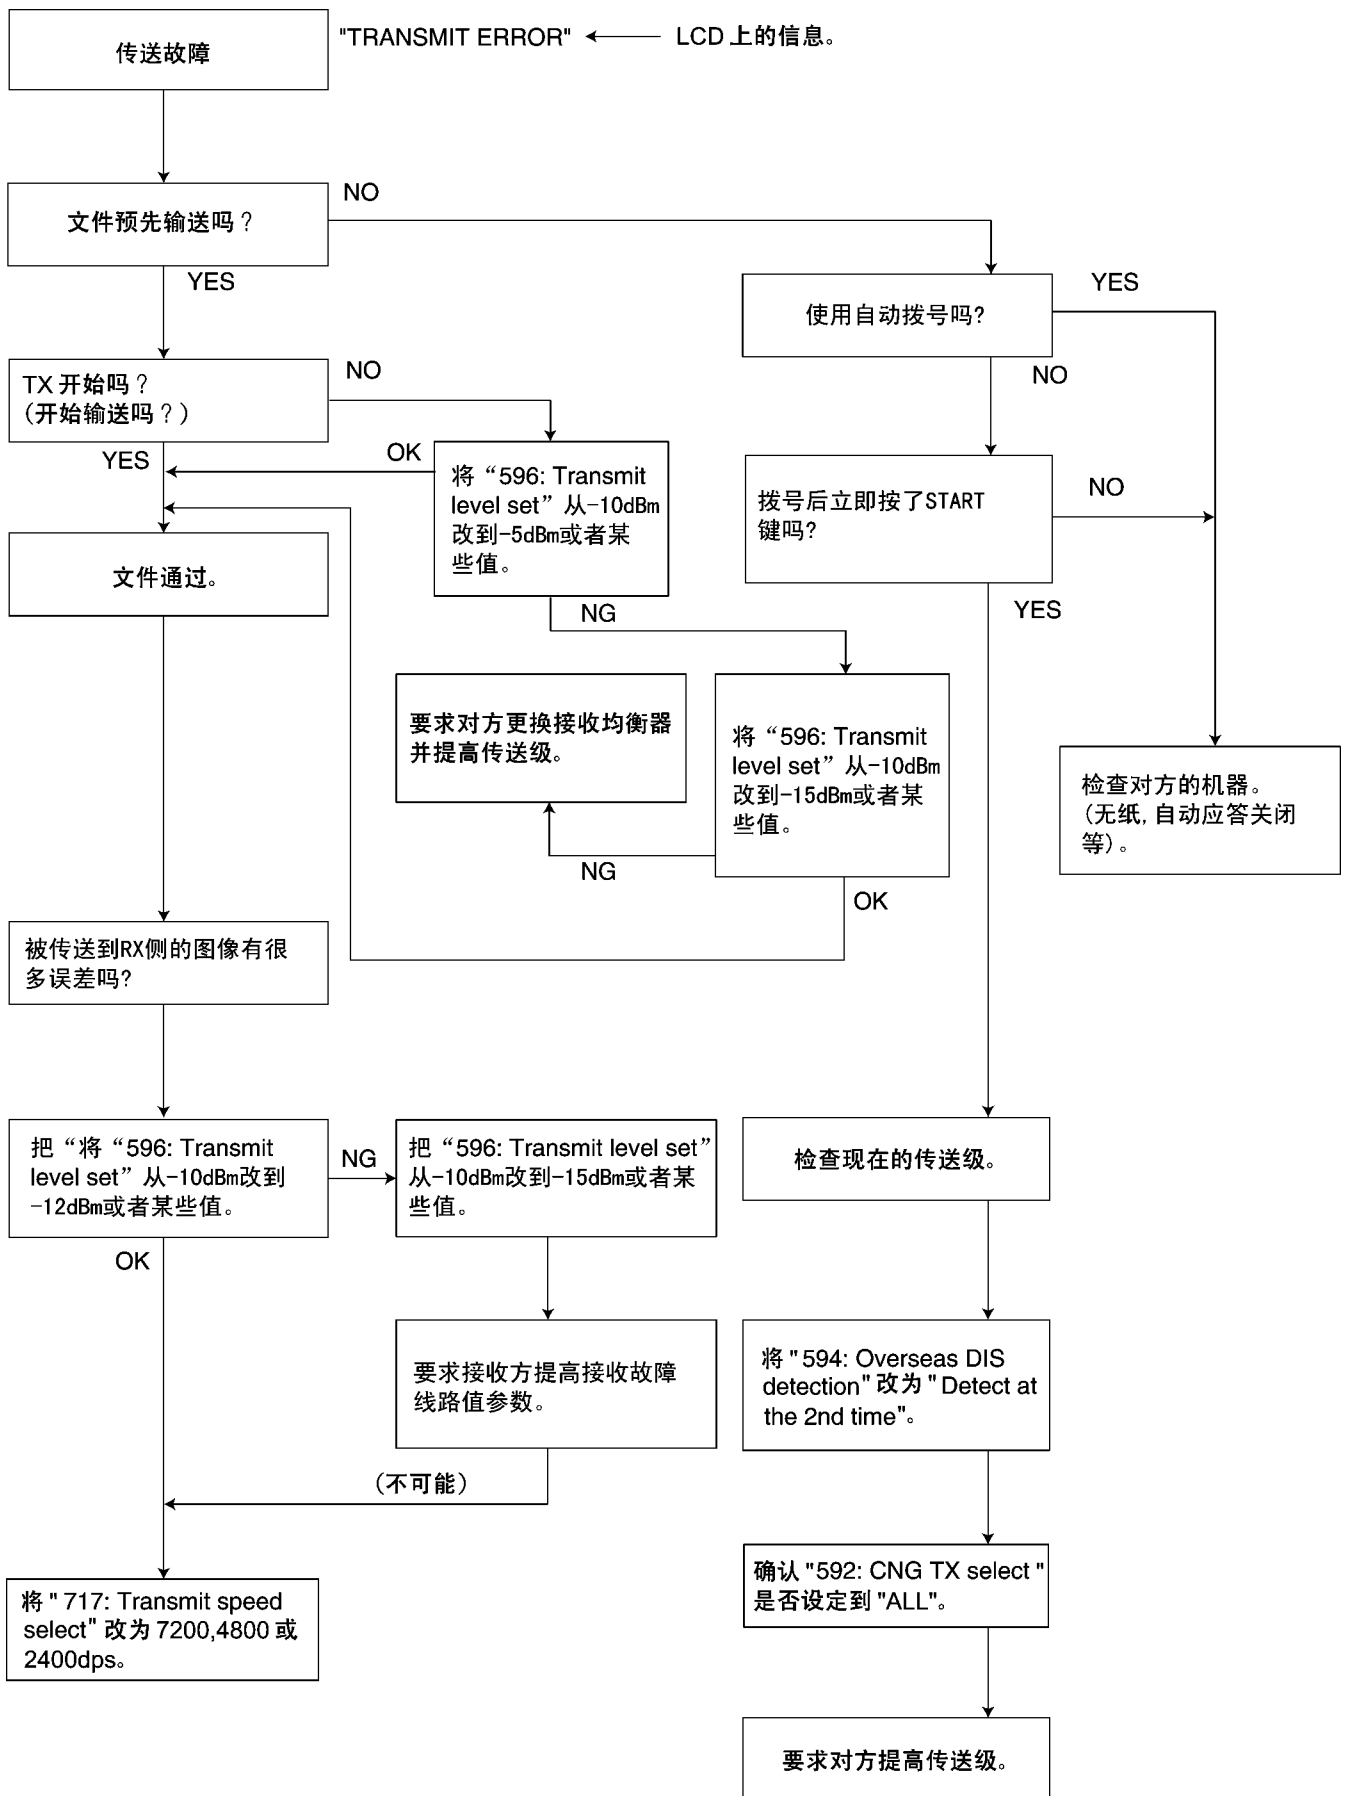 传送故障
"TRANSMIT ERROR"
LCD 上的信息。
文件预先输送吗？
NO
YES
使用自动拨号吗?
YES
NO
TX 开始吗？
（开始输送吗？）
NO
YES
OK
将“596: Transmit
level set”从-10dBm
改到-5dBm或者某
些值。
NG
拨号后立即按了START
键吗?
NO
YES
文件通过。
要求对方更换接收均衡器
并提高传送级。
将“596: Transmit
level set”从-10dBm
改到-15dBm或者某
些值。
NG
OK
检查对方的机器。
(无纸, 自动应答关闭
等)。
被传送到RX侧的图像有很
多误差吗?
把“将“596: Transmit
level set”从-10dBm改到
-12dBm或者某些值。
NG
OK
把“596: Transmit level set”
从-10dBm改到-15dBm或者某
些值。
检查现在的传送级。
要求接收方提高接收故障
线路值参数。
（不可能）
将"594: Overseas DIS
detection"改为"Detect at
the 2nd time"。
确认"592: CNG TX select"
是否设定到"ALL"。
将"717: Transmit speed
select"改为7200,4800 或
2400dps。
要求对方提高传送级。